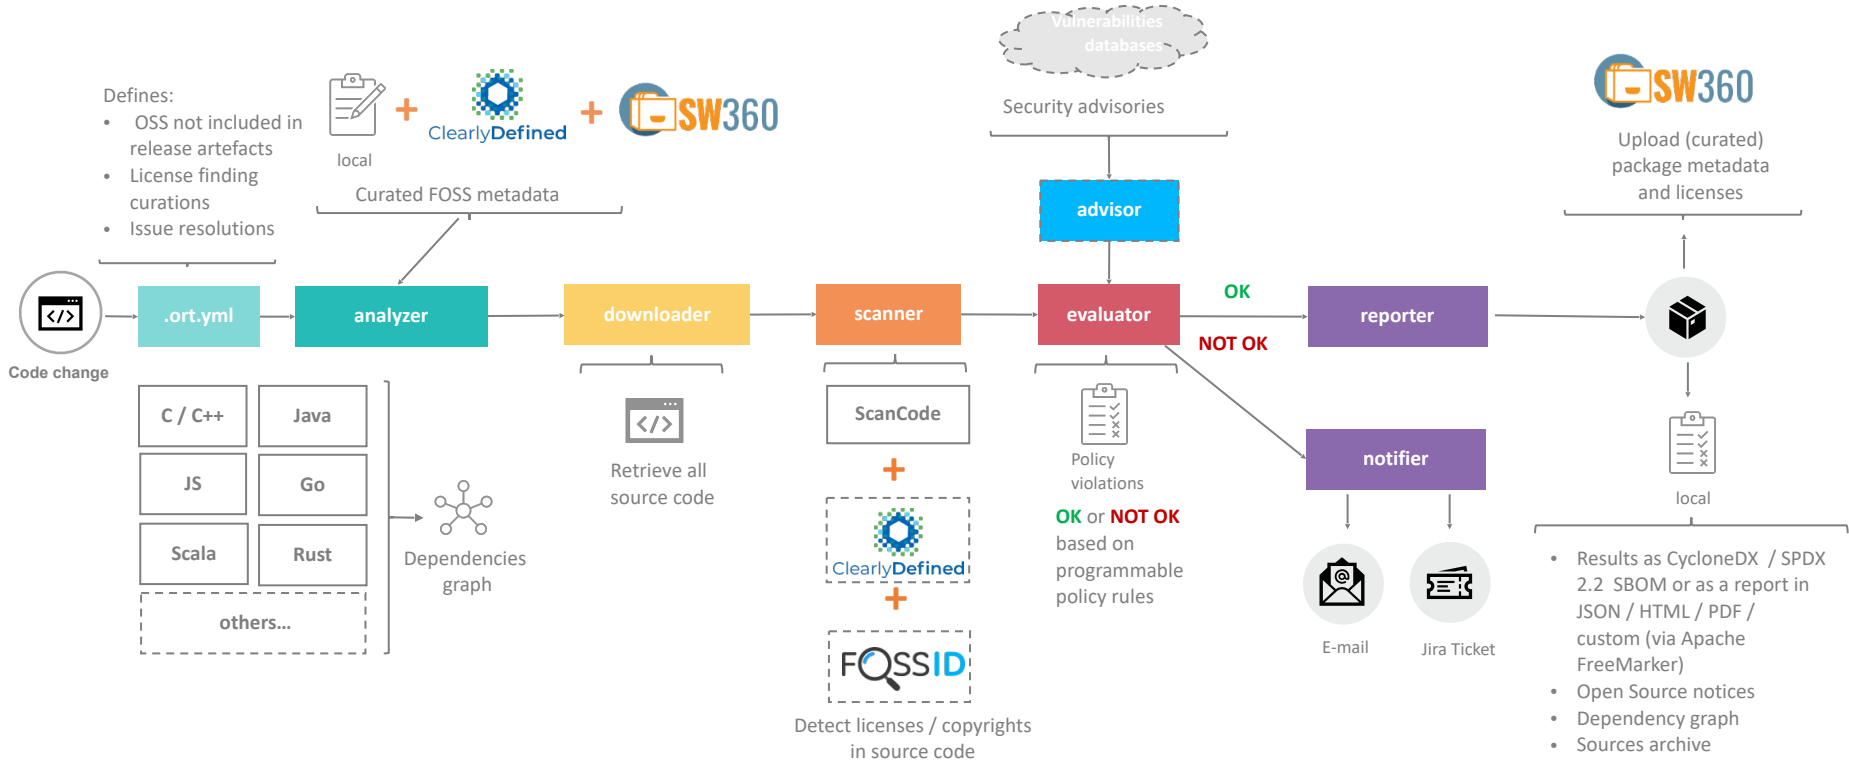 Defines:
• OSS not included in
release artefacts
• License finding
curations
• Issue resolutions
local
+
ClearlyDefined
+
SW360
Curated FOSS metadata
Vulnerabilities
databases
Security advisories
advisor
SW360
Upload (curated)
package metadata
and licenses
</>
Code change
.ort.yml
analyzer
downloader
scanner
evaluator
OK
NOT OK
reporter
C / C++
Java
JS
Go
Scala
Rust
others...
Dependencies
graph
</>
Retrieve all
source code
ScanCode
+
ClearlyDefined
+
FOSSID
Detect licenses / copyrights
in source code
Policy
violations
OK or NOT OK
based on
programmable
policy rules
notifier
@
E-mail
Jira Ticket
local
• Results as CycloneDX / SPDX
2.2 SBOM or as a report in
JSON / HTML / PDF /
custom (via Apache
FreeMarker)
• Open Source notices
• Dependency graph
• Sources archive